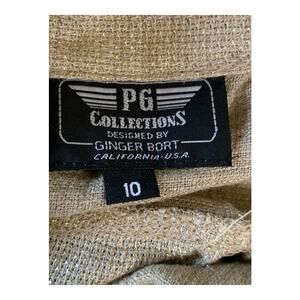 PG
COLLECTIONS
DESIGNED BY
GINGER BORT
CALIFORNIA-U.S.A.
10